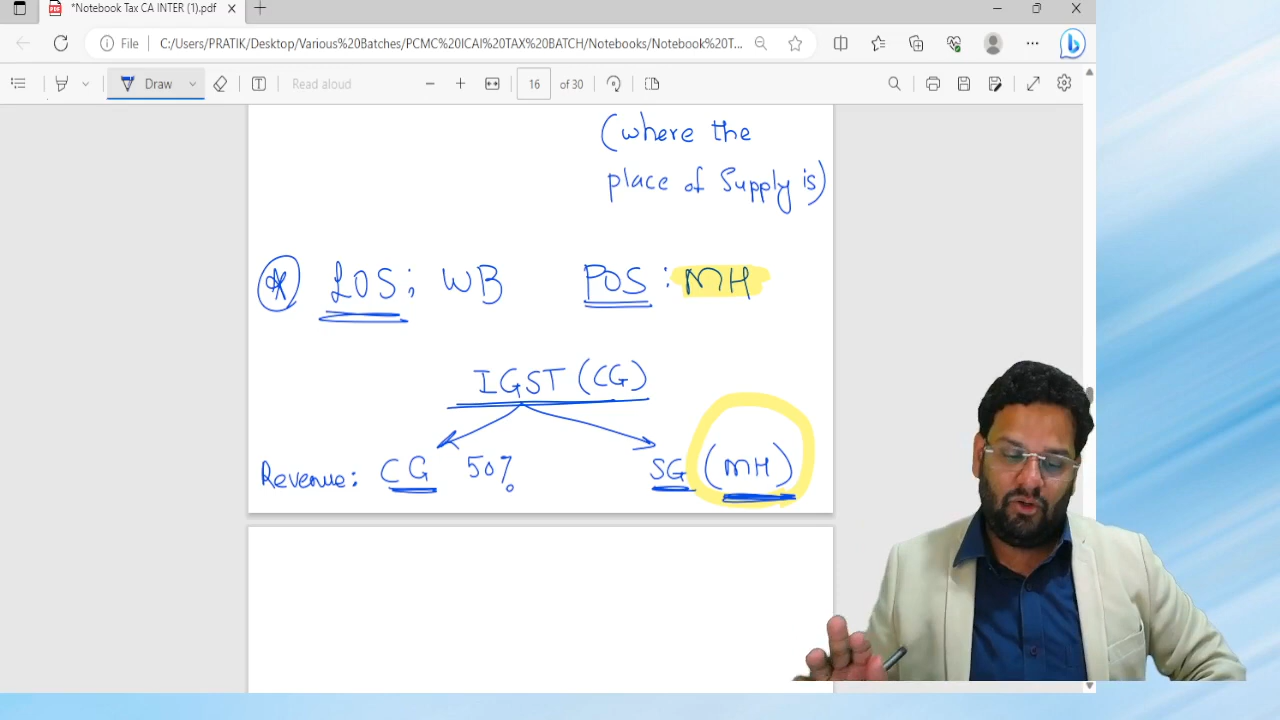 *Notebook Tax CA INTER (1).pdf
File C:/Users/PRATIK/Desktop/Various%20Batches/PCMC%20ICAI%20TAX%20BATCH/Notebooks/Notebook%20T...
Draw Read aloud 16 of 30
(where the
place of Supply is)
LOS; WB POS: MH
IGST (CG)
Revenue: CG 50% SG (MH)